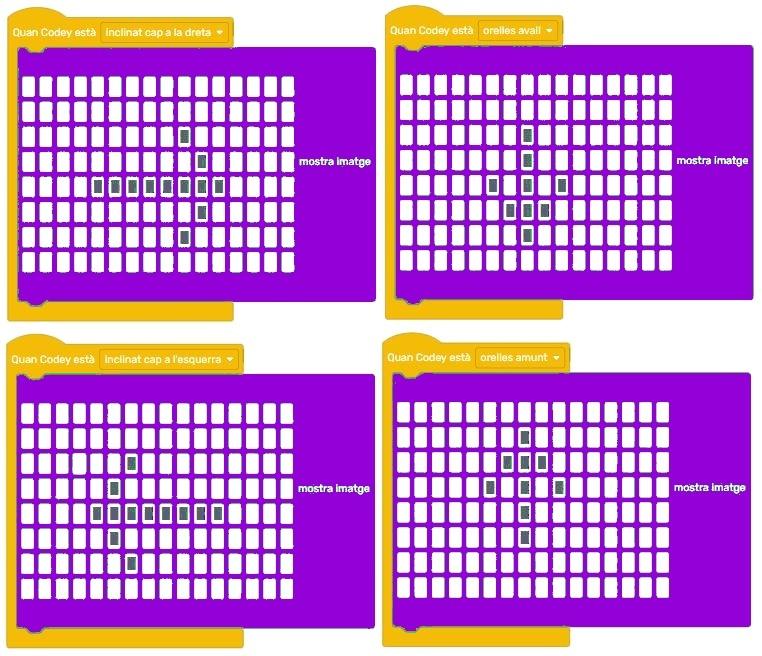 Quan Codey està inclinat cap a la dreta
mostra imatge
Quan Codey està orelles avall
mostra imatge
Quan Codey està inclinat cap a l'esquerra
mostra imatge
Quan Codey està orelles amunt
mostra imatge